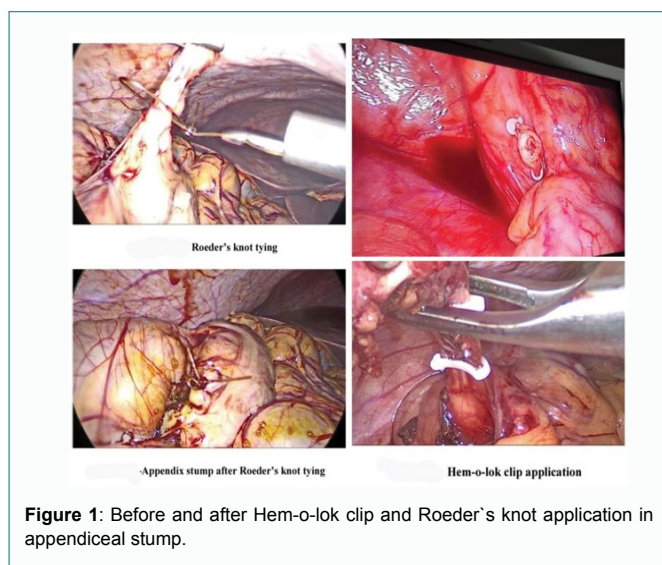 Roeder's knot tying
-Appendix stump after Roeder's knot tying
Hem-o-lok clip application
Figure 1: Before and after Hem-o-lok clip and Roeder`s knot application in
appendiceal stump.